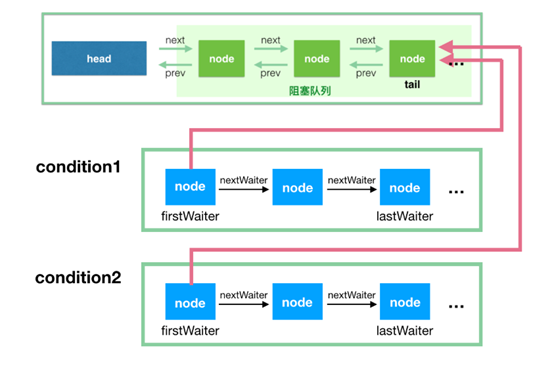 next next next
head node node node ...
prev prev prev tail
阻塞队列
condition1
node nextWaiter node nextWaiter node ...
firstWaiter lastWaiter
condition2
node nextWaiter node nextWaiter node ...
firstWaiter lastWaiter